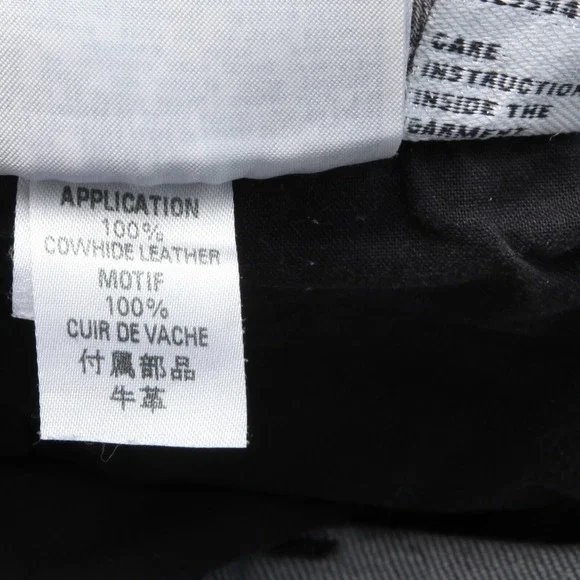 CARE
INSTRUCTION
INSIDE THE
GARMENT
APPLICATION
100%
COWHIDE LEATHER
MOTIF
100%
CUIR DE VACHE
付属部品
牛革